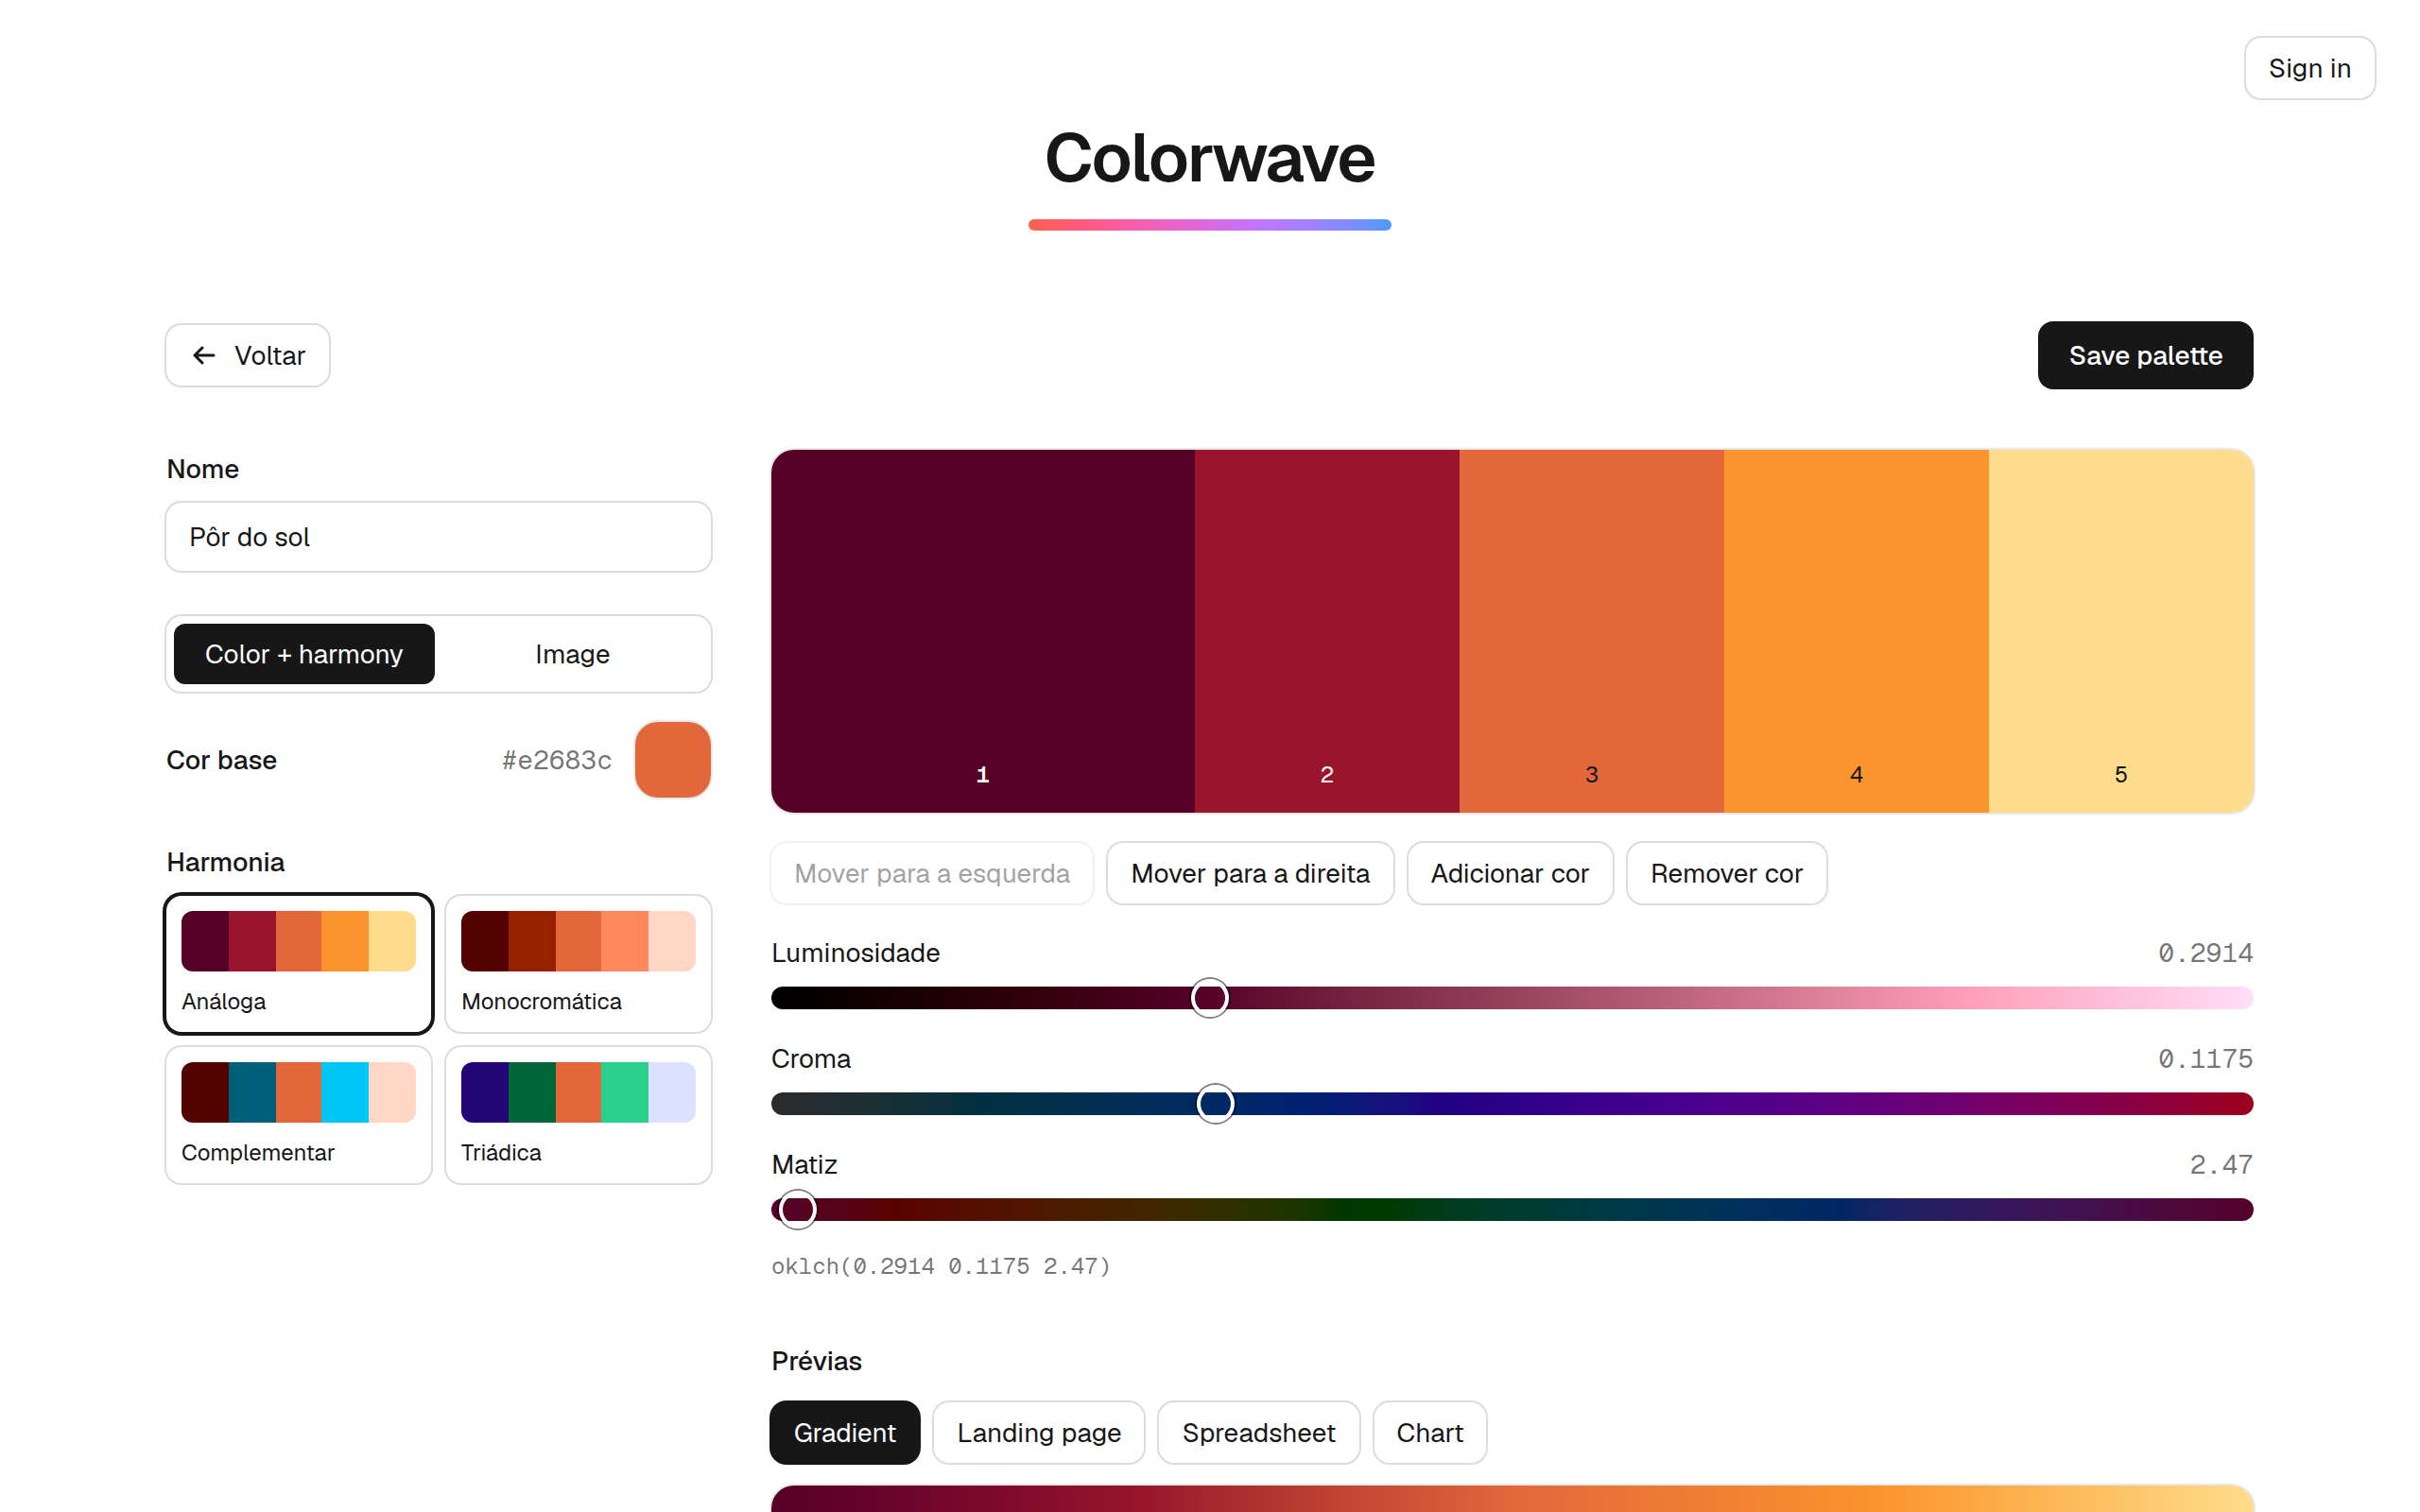 Sign in
Colorwave
Voltar
Save palette
Nome
Pôr do sol
Color + harmony
Image
Cor base
#e2683c
Harmonia
Análoga
Monocromática
Complementar
Triádica
1
2
3
4
5
Mover para a esquerda
Mover para a direita
Adicionar cor
Remover cor
Luminosidade
0.2914
Croma
0.1175
Matiz
2.47
oklch(0.2914 0.1175 2.47)
Prévias
Gradient
Landing page
Spreadsheet
Chart